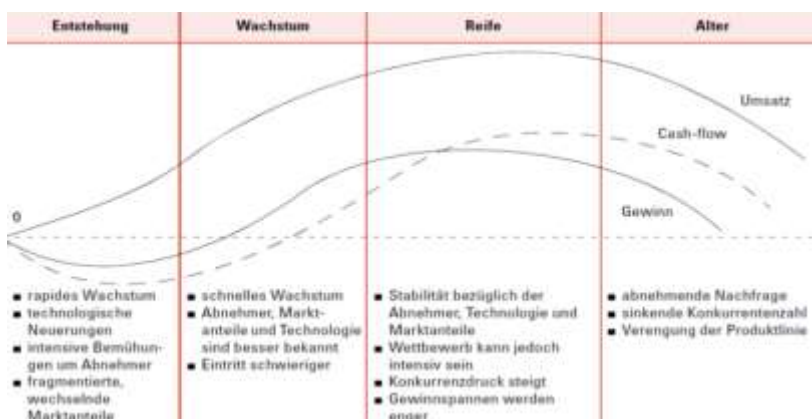 Entstehung
Wachstum
Reife
Alter
Umsatz
Cash-flow
Gewinn
0
■ rapides Wachstum
■ technologische
Neuerungen
■ intensive Bemühun-
gen um Abnehmer
■ fragmentierte,
wechselnde
Marktanteile
■ schnelles Wachstum
■ Abnehmer, Markt-
anteile und Technologie
sind besser bekannt
■ Eintritt schwieriger
■ Stabilität bezüglich der
Abnehmer, Technologie und
Marktanteile
■ Wettbewerb kann jedoch
intensiv sein
■ Konkurrenzdruck steigt
■ Gewinnspannen werden
enger
■ abnehmende Nachfrage
■ sinkende Konkurrentenzahl
■ Verengung der Produktlinie